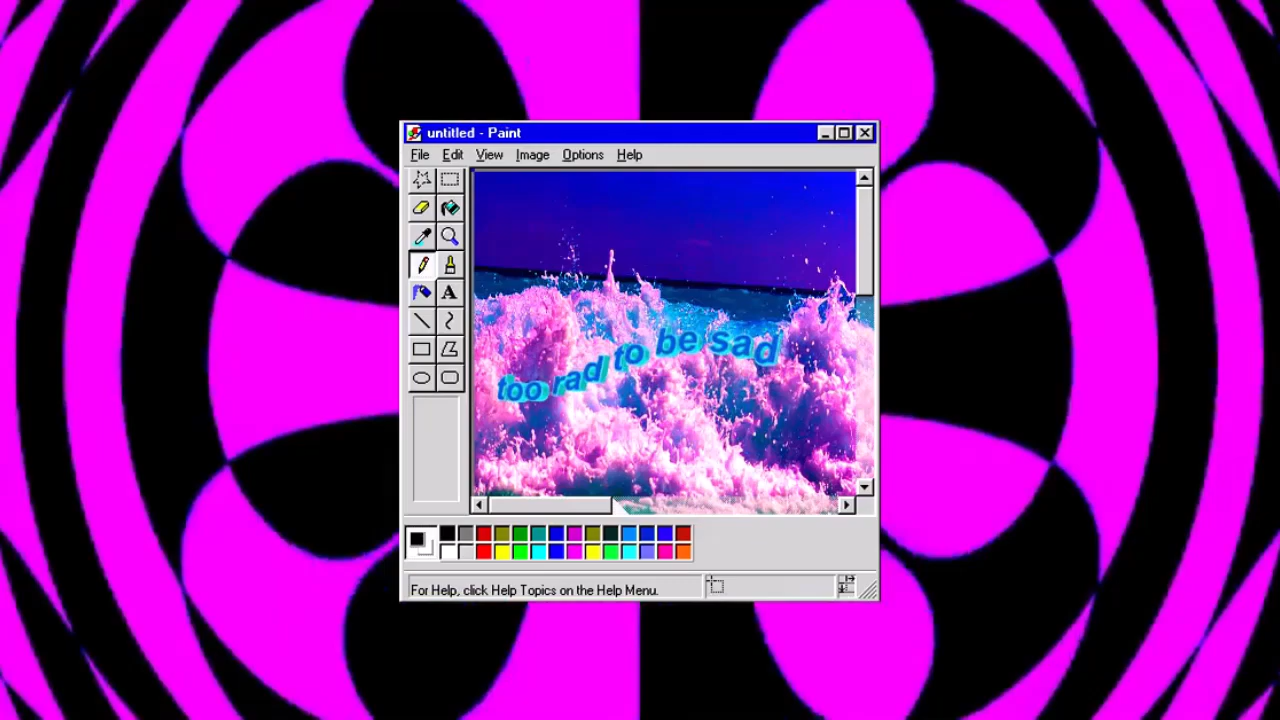 untitled - Paint
File Edit View Image Options Help
A
too rad to be sad
For Help, click Help Topics on the Help Menu.